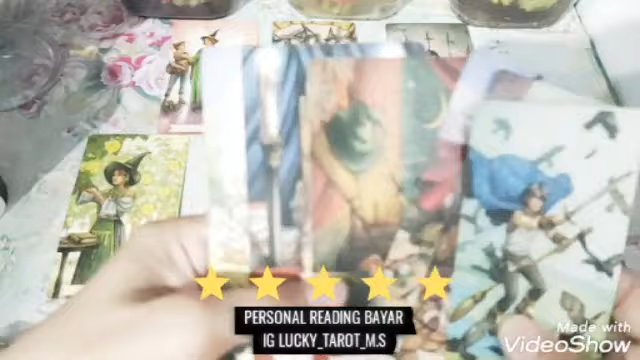 PERSONAL READING BAYAR
IG LUCKY_TAROT_M.S
Made with
VideoShow